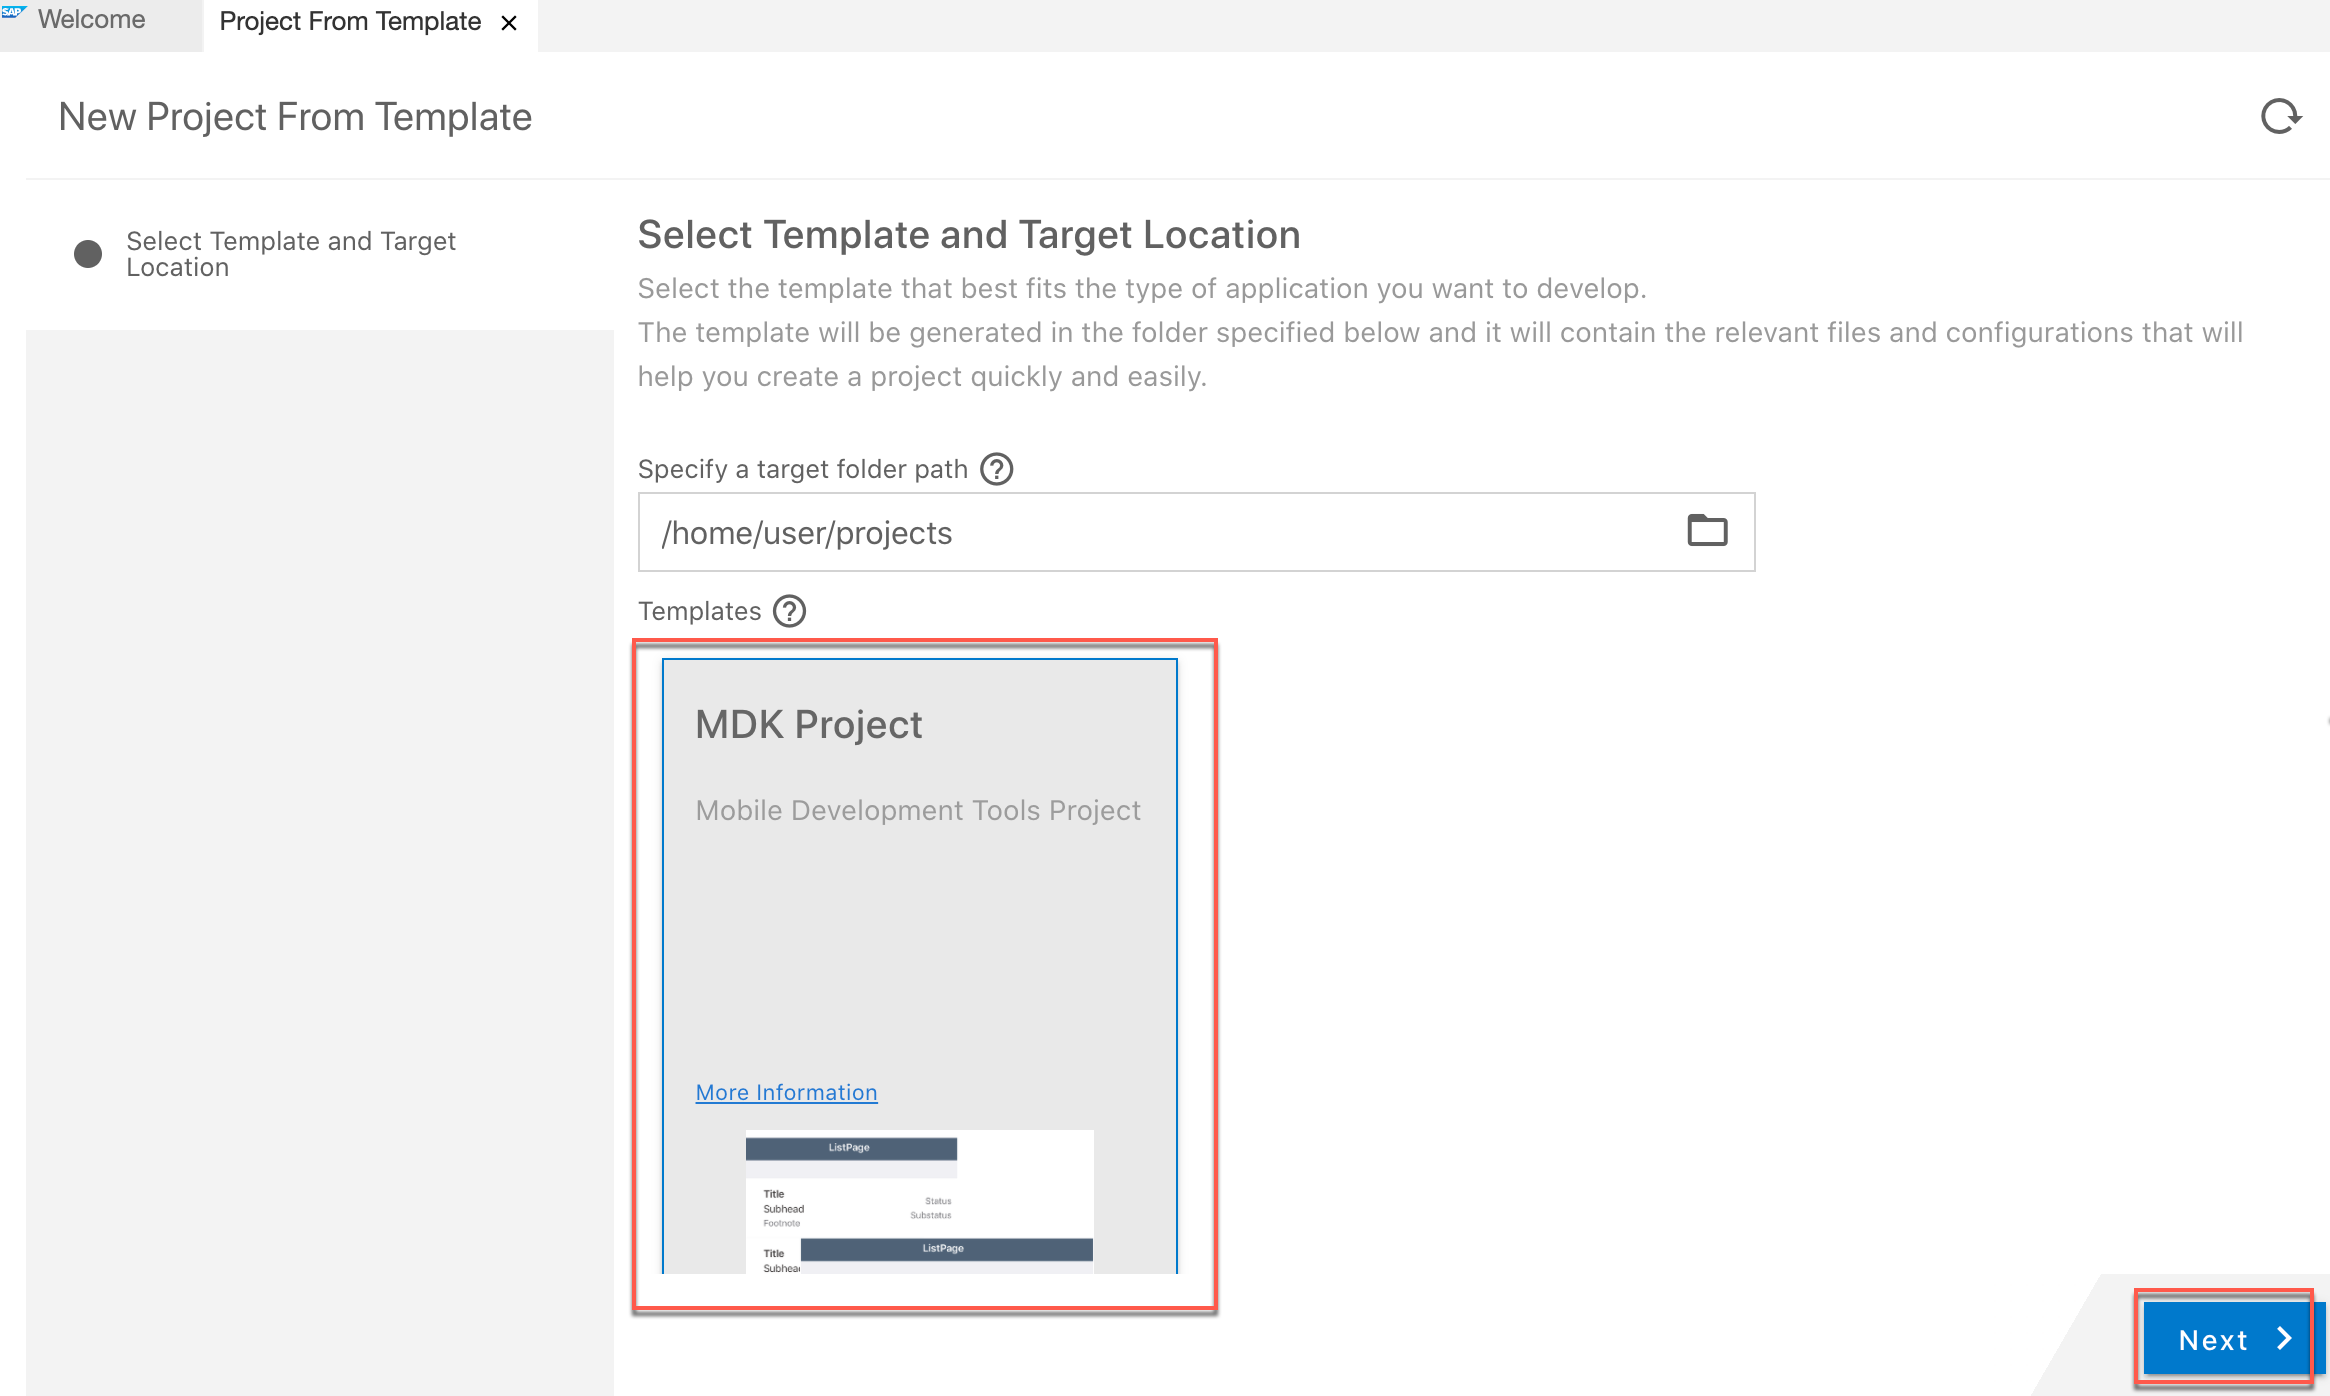 SAP Welcome
Project From Template
New Project From Template
Select Template and Target
Location
Select Template and Target Location
Select the template that best fits the type of application you want to develop.
The template will be generated in the folder specified below and it will contain the relevant files and configurations that will
help you create a project quickly and easily.
Specify a target folder path ?
/home/user/projects
Templates ?
MDK Project
Mobile Development Tools Project
More Information
ListPage
Title
Status
Subhead
Substatus
Footnote
ListPage
Title
Subhea
Next